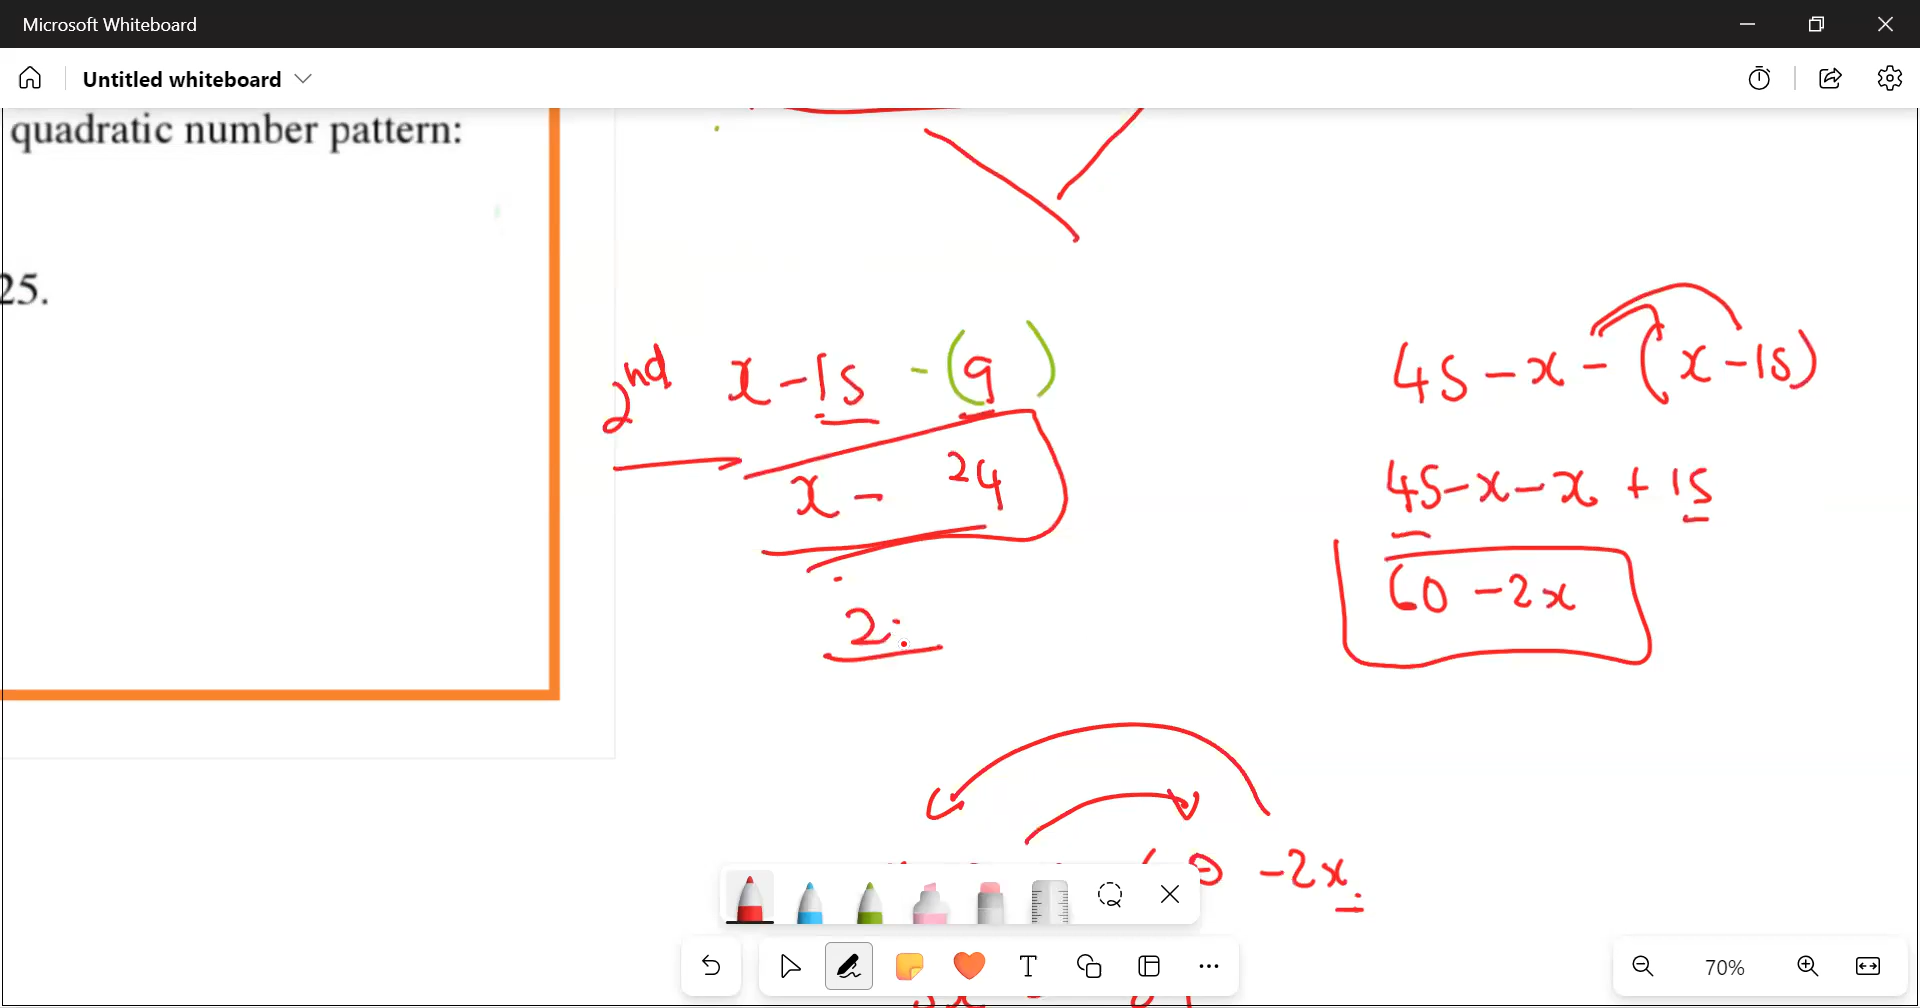 Microsoft Whiteboard
Untitled whiteboard
quadratic number pattern:
25.
2nd x - 15 - (9)
x - 24
2
45 - x - (x - 15)
45 - x - x + 15
60 - 2x
- 2x
70%